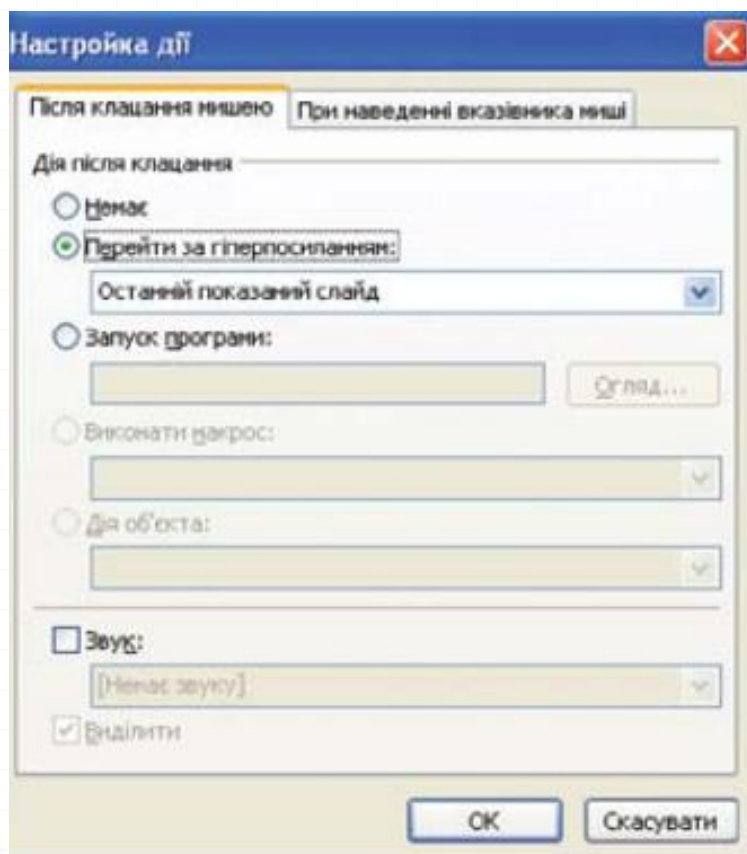 Настройка дії
Після клацання мишею
При наведенні вказівника миші
Дія після клацання
Немає
Перейти за гіперпосиланням:
Останній показаний слайд
Запуск програми:
Огляд...
Виконати макрос:
Дія об'єкта:
Звук:
[Немає звуку]
Виділити
ОК
Скасувати